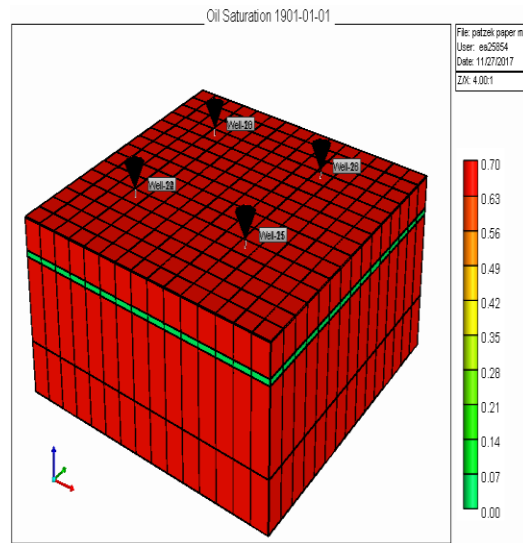 Oil Saturation 1901-01-01
File: patzek paper m
User: ea25854
Date: 11/27/2017
Z/X: 4.00:1
Well-26
Well-25
0.70
0.63
0.56
0.49
0.42
0.35
0.28
0.21
0.14
0.07
0.00